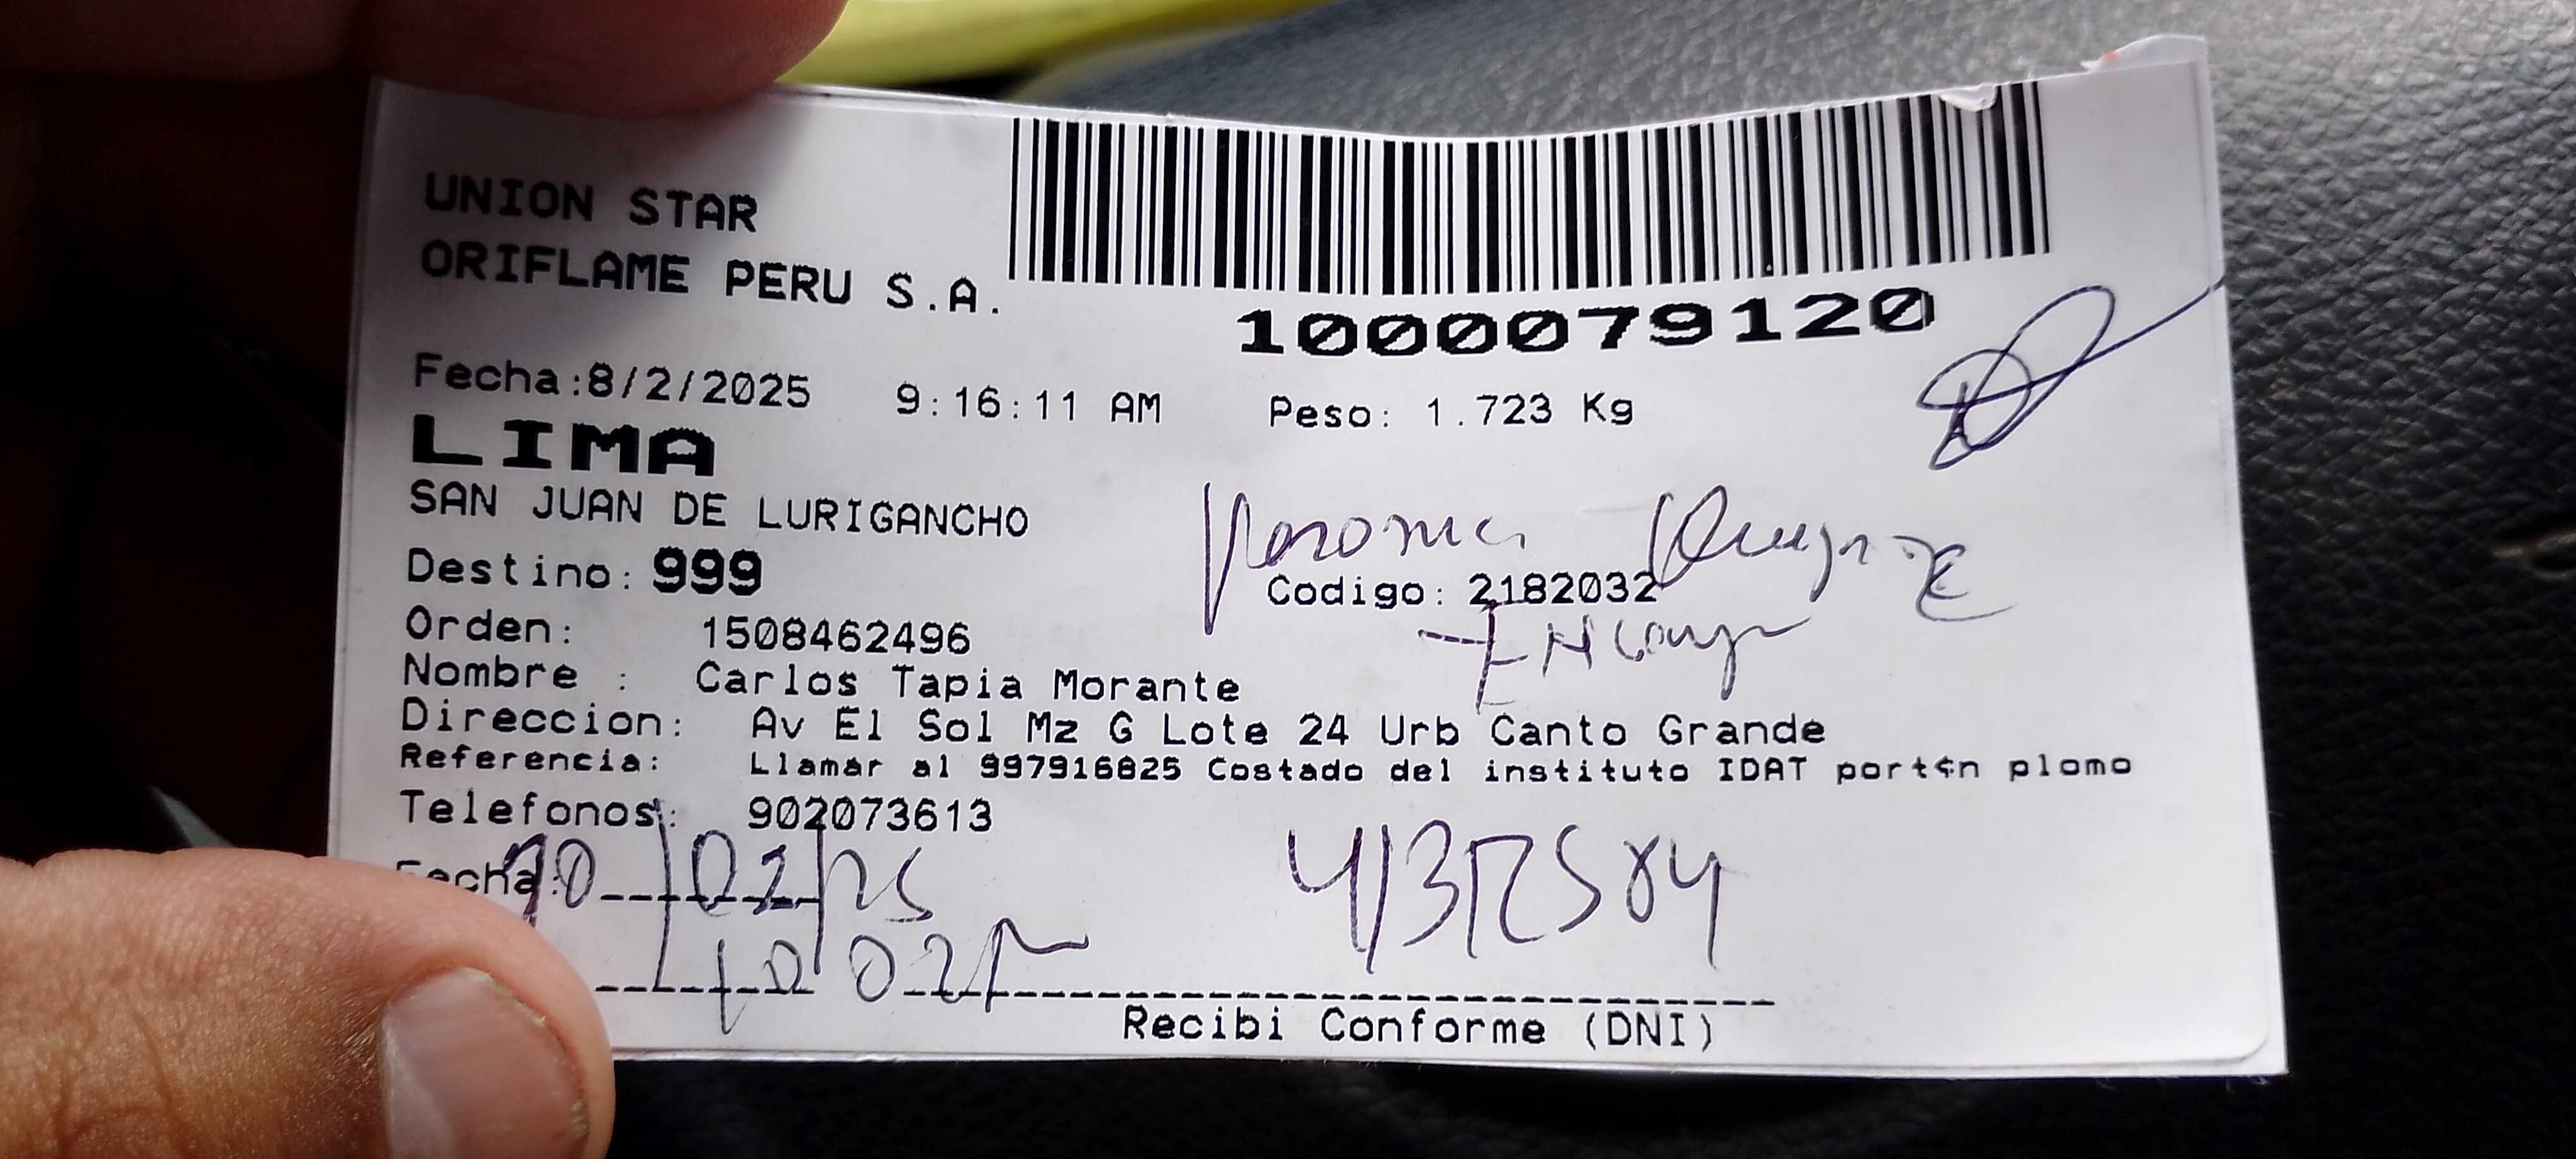 UNION STAR
ORIFLAME PERU S.A.
1000079120
Fecha:8/2/2025 9:16:11 AM Peso: 1.723 Kg
LIMA
SAN JUAN DE LURIGANCHO
Destino: 999
Codigo: 2182032
Orden: 1508462496
Nombre : Carlos Tapia Morante
Direccion: Av El Sol Mz G Lote 24 Urb Canto Grande
Referencia: Llamar al 997916825 Costado del instituto IDAT port¢n plomo
Telefonos: 902073613
Fecha: 10/02/25
Recibi Conforme (DNI)